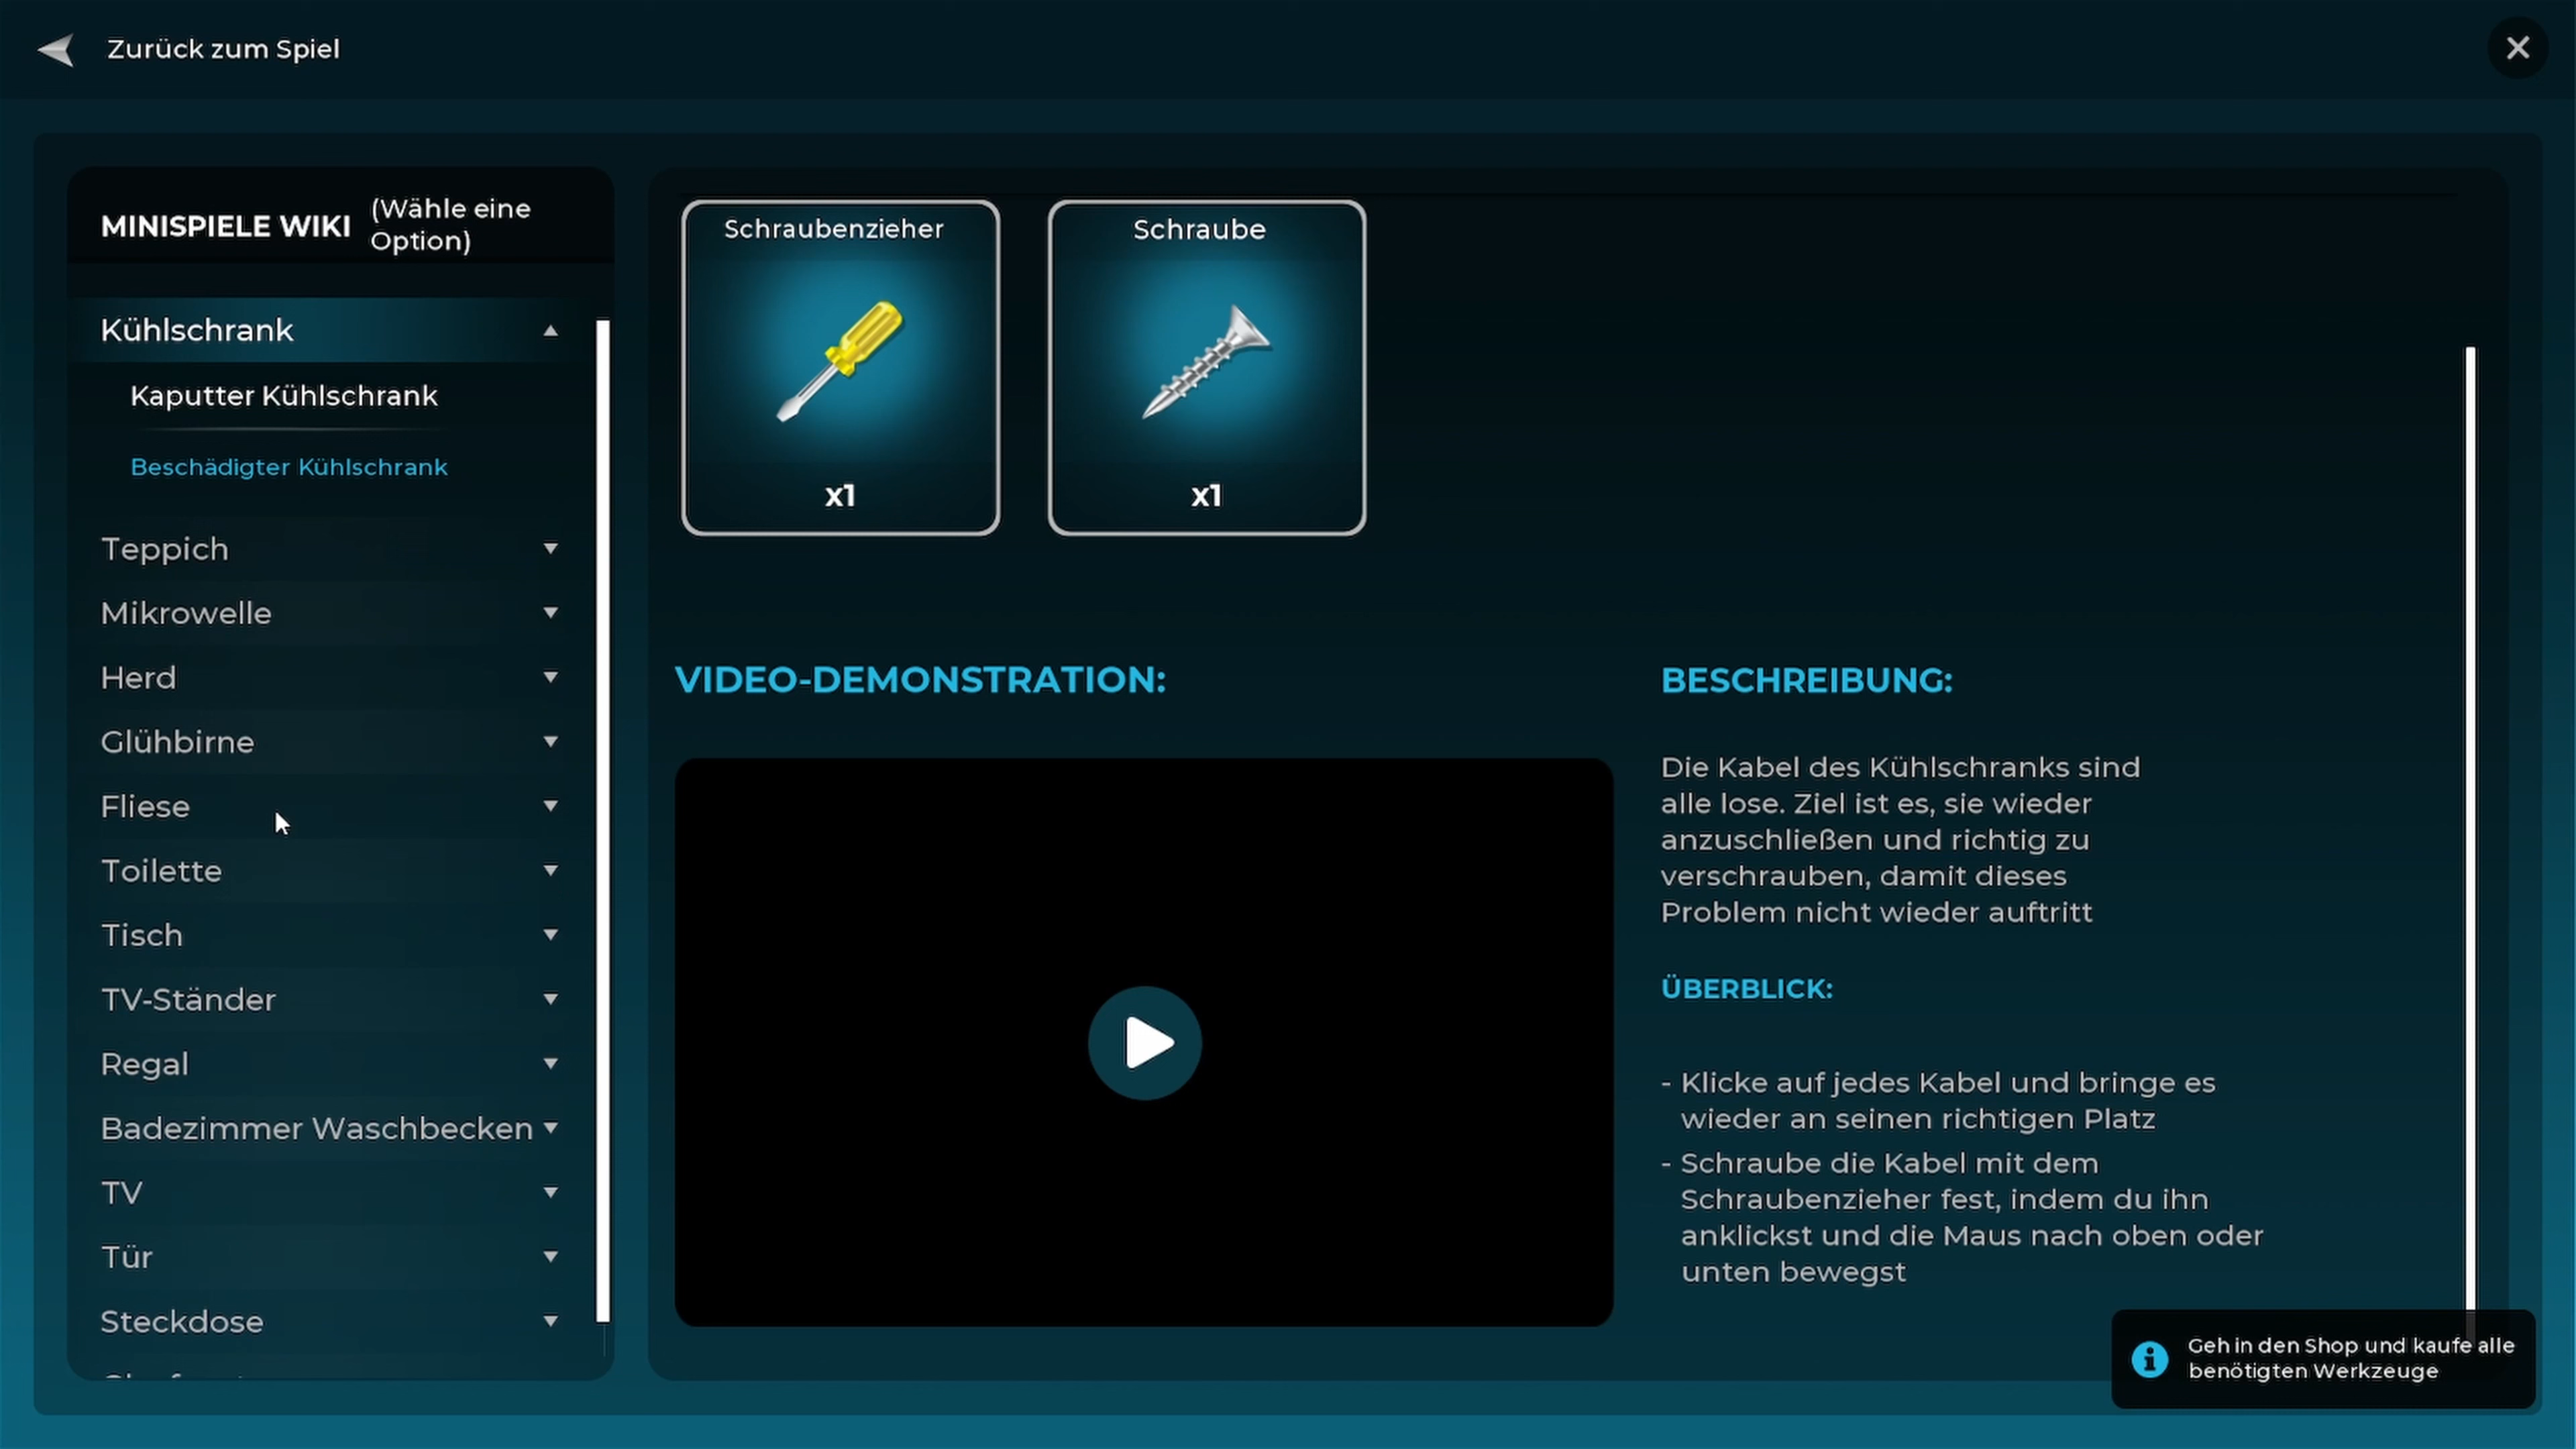 Zurück zum Spiel
MINISPIELE WIKI
(Wähle eine
Option)
Kühlschrank
Kaputter Kühlschrank
Beschädigter Kühlschrank
Teppich
Mikrowelle
Herd
Glühbirne
Fliese
Toilette
Tisch
TV-Ständer
Regal
Badezimmer Waschbecken
TV
Tür
Steckdose
Schraubenzieher
x1
Schraube
x1
VIDEO-DEMONSTRATION:
BESCHREIBUNG:
Die Kabel des Kühlschranks sind
alle lose. Ziel ist es, sie wieder
anzuschließen und richtig zu
verschrauben, damit dieses
Problem nicht wieder auftritt
ÜBERBLICK:
- Klicke auf jedes Kabel und bringe es
wieder an seinen richtigen Platz
- Schraube die Kabel mit dem
Schraubenzieher fest, indem du ihn
anklickst und die Maus nach oben oder
unten bewegst
Geh in den Shop und kaufe alle
benötigten Werkzeuge